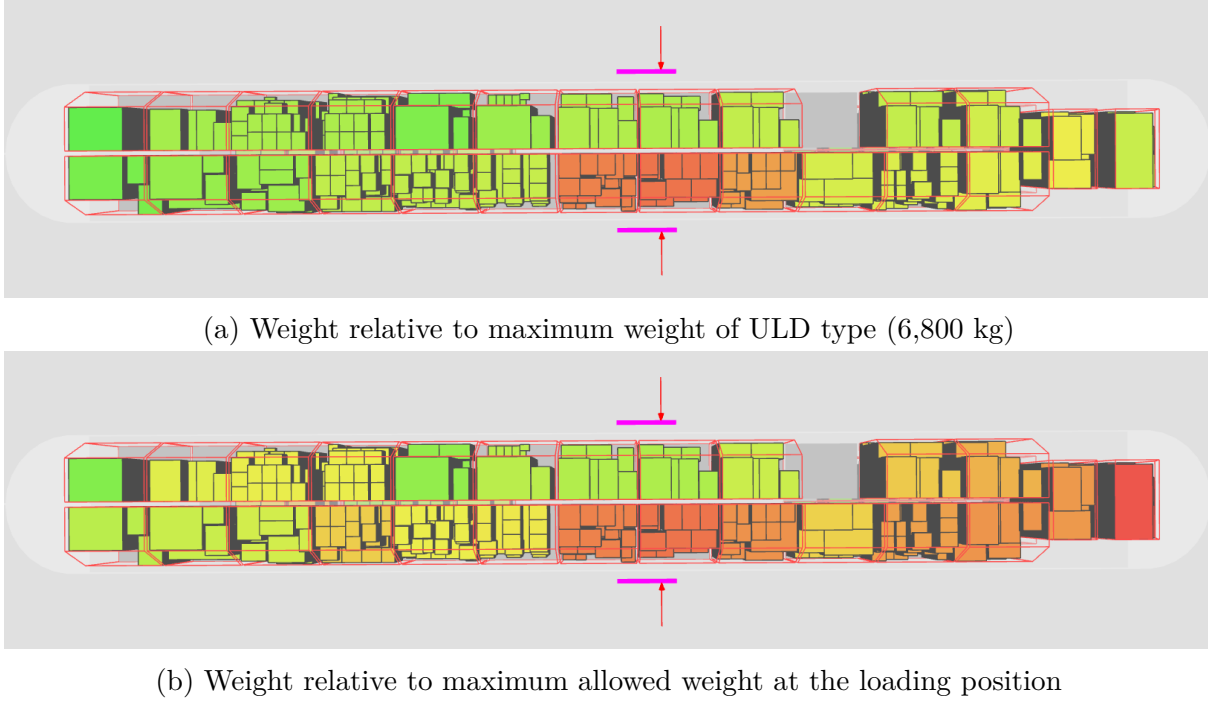 (a) Weight relative to maximum weight of ULD type (6,800 kg)
(b) Weight relative to maximum allowed weight at the loading position